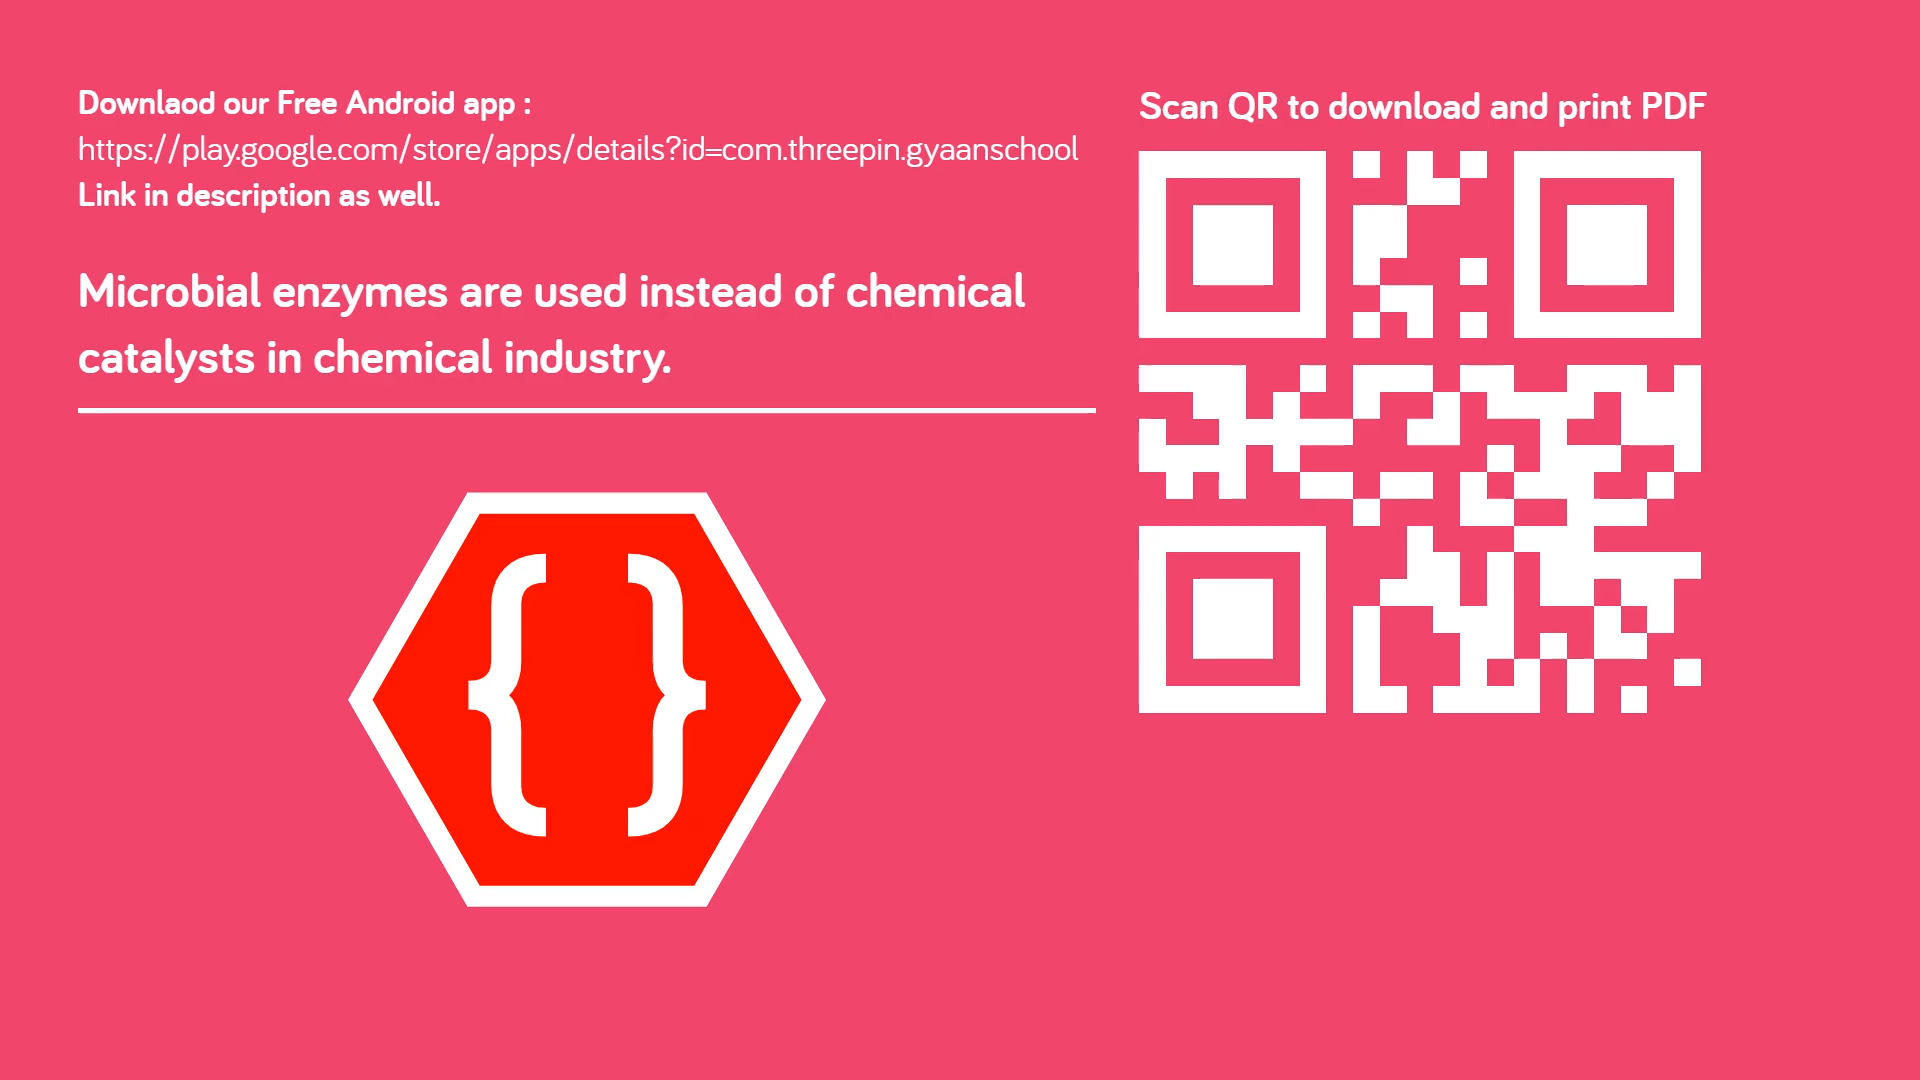 Downlaod our Free Android app :
https://play.google.com/store/apps/details?id=com.threepin.gyaanschool
Link in description as well.
Microbial enzymes are used instead of chemical
catalysts in chemical industry.
{ }
Scan QR to download and print PDF